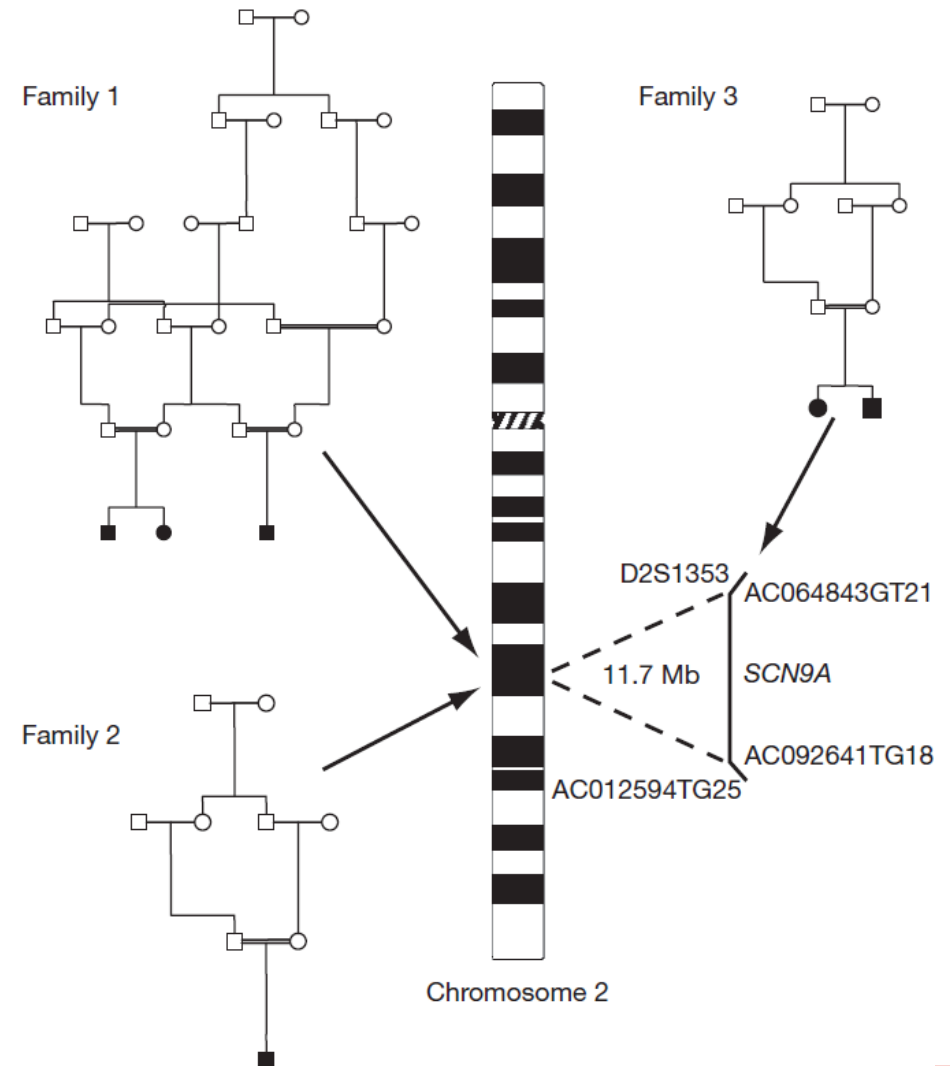 Family 1
Family 3
D2S1353
AC064843GT21
11.7 Mb
SCN9A
Family 2
AC092641TG18
AC012594TG25
Chromosome 2